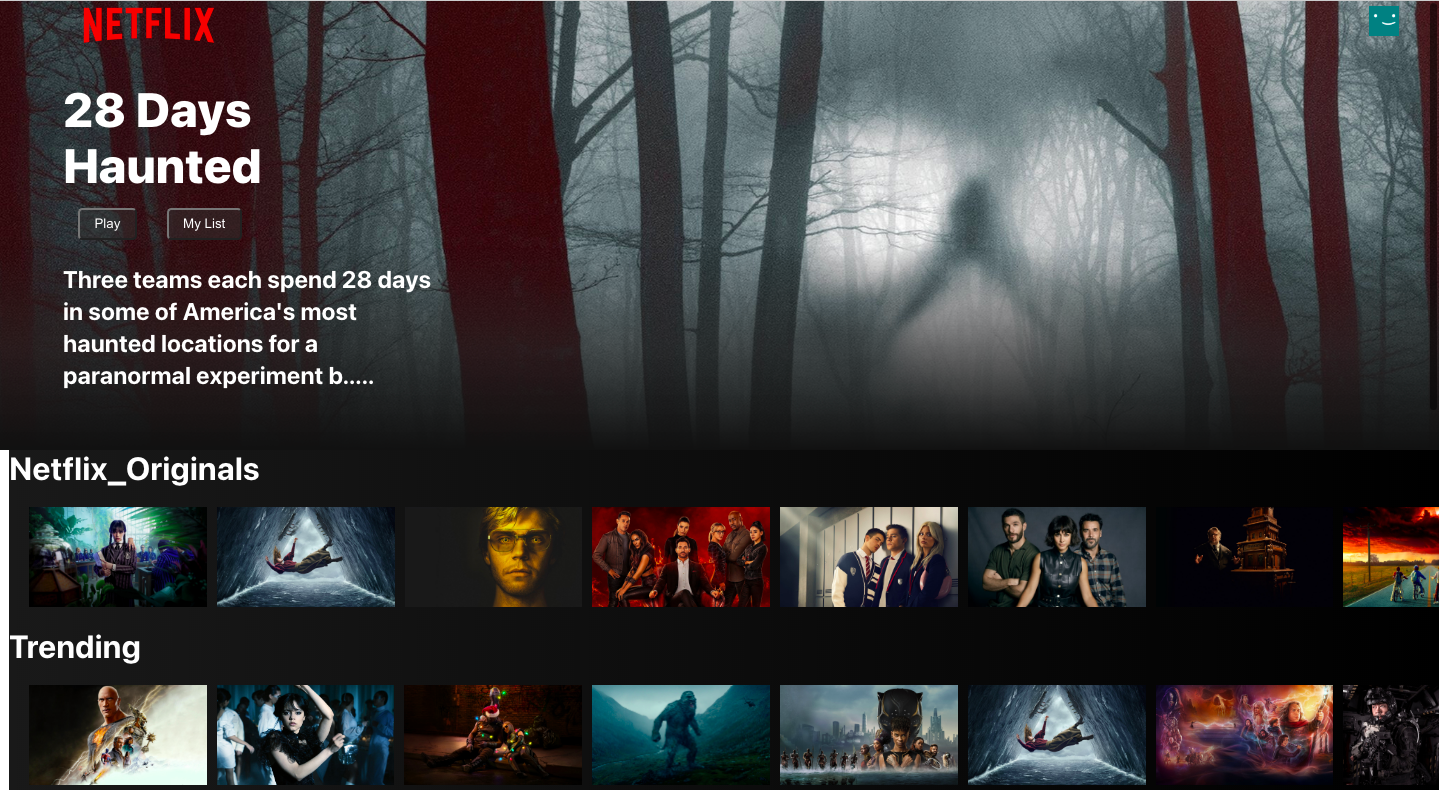 NETFLIX
28 Days
Haunted
Play
My List
Three teams each spend 28 days
in some of America's most
haunted locations for a
paranormal experiment b.....
Netflix_Originals
Trending